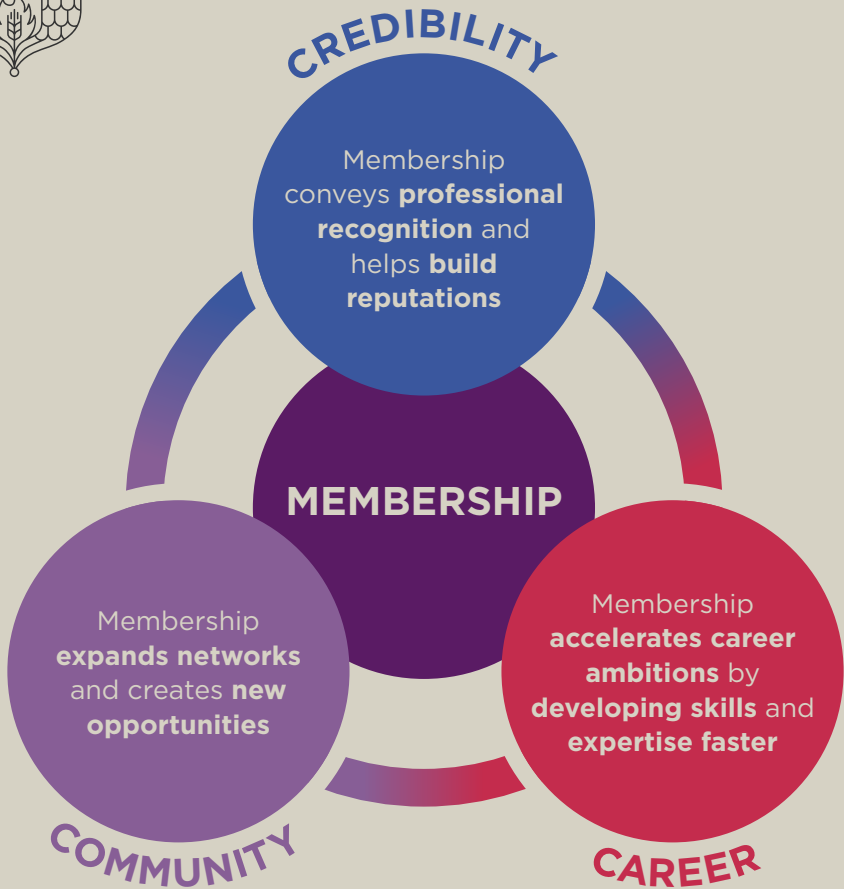 CREDIBILITY
Membership
conveys professional
recognition and
helps build
reputations
MEMBERSHIP
Membership
expands networks
and creates new
opportunities
COMMUNITY
Membership
accelerates career
ambitions by
developing skills and
expertise faster
CAREER